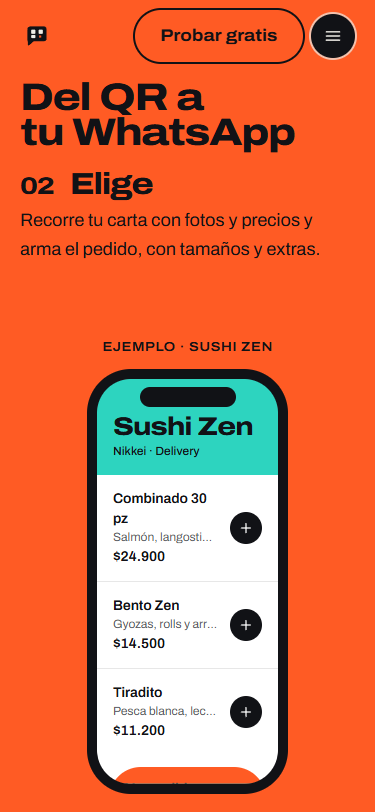 Probar gratis
Del QR a
tu WhatsApp
02 Elige
Recorre tu carta con fotos y precios y
arma el pedido, con tamaños y extras.
EJEMPLO · SUSHI ZEN
Sushi Zen
Nikkei · Delivery
Combinado 30
pz
Salmón, langosti...
$24.900
Bento Zen
Gyozas, rolls y arr...
$14.500
Tiradito
Pesca blanca, lec...
$11.200